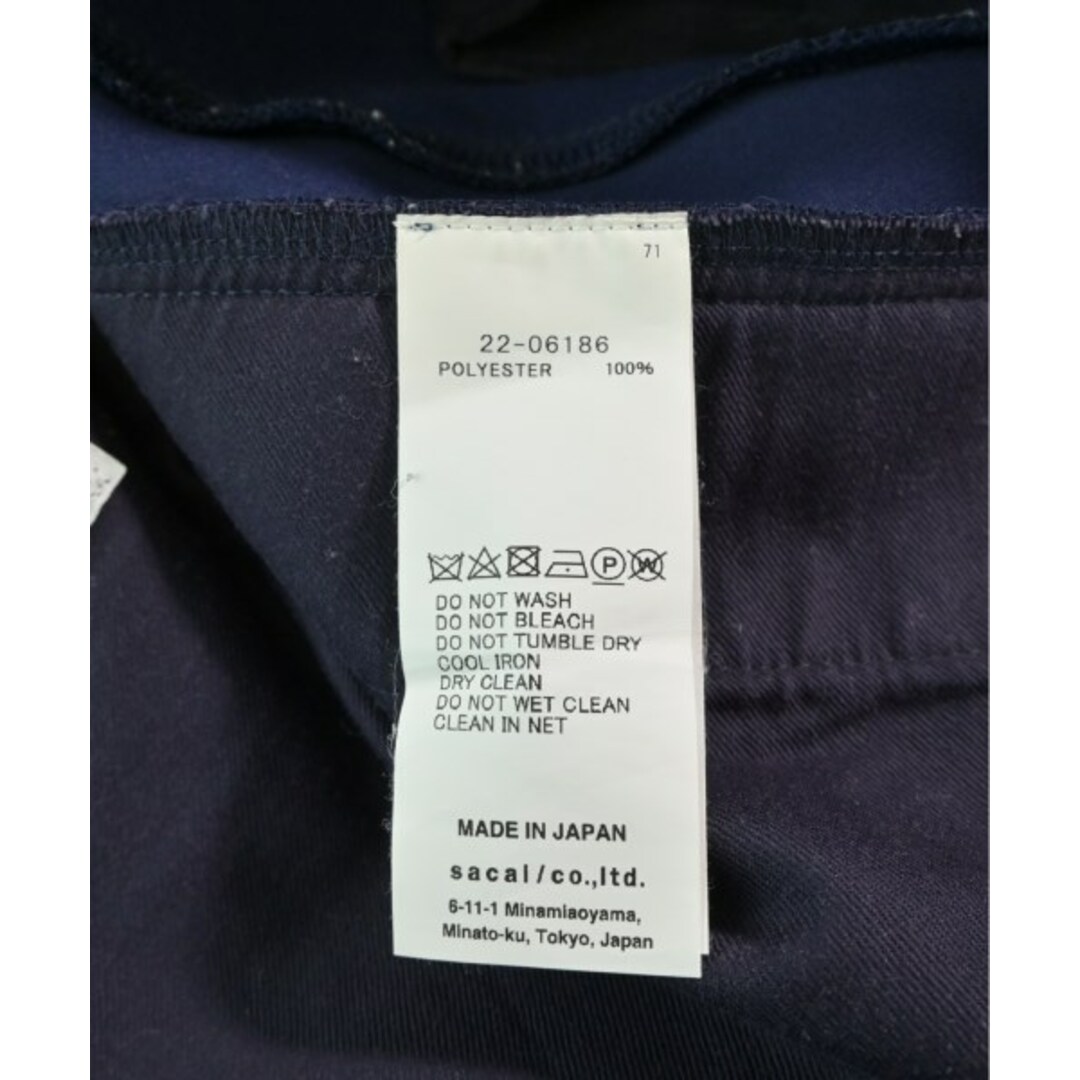 71
22-06186
POLYESTER 100%
P W
DO NOT WASH
DO NOT BLEACH
DO NOT TUMBLE DRY
COOL IRON
DRY CLEAN
DO NOT WET CLEAN
CLEAN IN NET
MADE IN JAPAN
sacai/co.,ltd.
6-11-1 Minamiaoyama,
Minato-ku, Tokyo, Japan